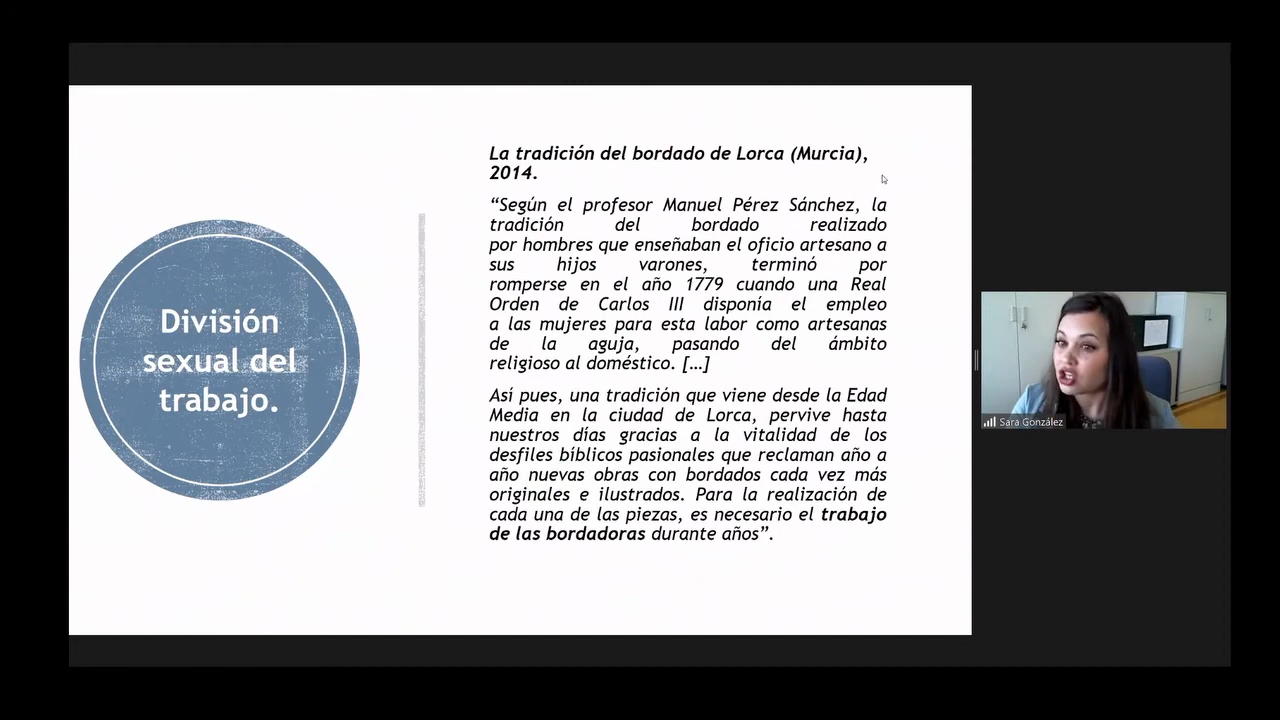 División
sexual del
trabajo.
La tradición del bordado de Lorca (Murcia),
2014.
“Según el profesor Manuel Pérez Sánchez, la
tradición del bordado realizado
por hombres que enseñaban el oficio artesano a
sus hijos varones, terminó por
romperse en el año 1779 cuando una Real
Orden de Carlos III disponía el empleo
a las mujeres para esta labor como artesanas
de la aguja, pasando del ámbito
religioso al doméstico. […]
Así pues, una tradición que viene desde la Edad
Media en la ciudad de Lorca, pervive hasta
nuestros días gracias a la vitalidad de los
desfiles bíblicos pasionales que reclaman año a
año nuevas obras con bordados cada vez más
originales e ilustrados. Para la realización de
cada una de las piezas, es necesario el trabajo
de las bordadoras durante años”.
Sara González